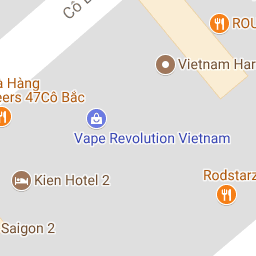 Cô
ROU
Vietnam Har
Hàng
eers 47Cô Bắc
Vape Revolution Vietnam
Kien Hotel 2
Rodstarz
Saigon 2